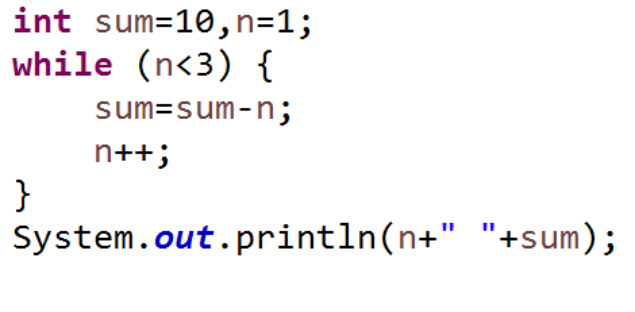 int sum=10,n=1;
while (n<3) {
    sum=sum-n;
    n++;
}
System.out.println(n+" "+sum);